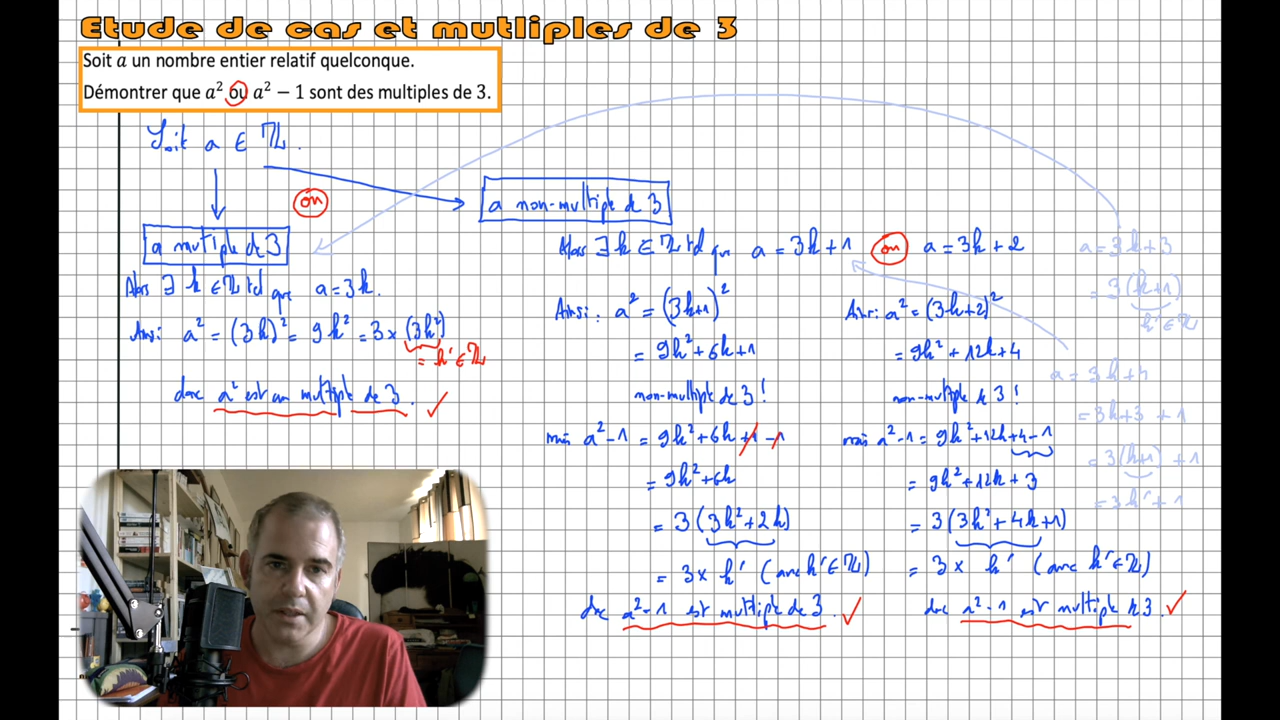 Etude de cas et mutliples de 3
Soit a un nombre entier relatif quelconque.
Démontrer que a² ou a² − 1 sont des multiples de 3.
Soit a ∈ ℤ.
ou
a mutiple de 3
Alors ∃ k ∈ ℤ tel que a = 3k.
Ainsi a² = (3k)² = 9k² = 3 × (3k²)
= k' ∈ ℤ
donc a² est un multiple de 3. ✓
a non-multiple de 3
Alors ∃ k ∈ ℤ tel que a = 3k + 1 ou a = 3k + 2
Ainsi : a² = (3k+1)²
= 9k² + 6k + 1
non-multiple de 3 !
mais a² - 1 = 9k² + 6k + 1 - 1
= 9k² + 6k
= 3 (3k² + 2k)
= 3 × k' (avec k' ∈ ℤ)
donc a² - 1 est multiple de 3. ✓
Ainsi : a² = (3k+2)²
= 9k² + 12k + 4
non-multiple de 3 !
mais a² - 1 = 9k² + 12k + 4 - 1
= 9k² + 12k + 3
= 3 (3k² + 4k + 1)
= 3 × k' (avec k' ∈ ℤ)
donc a² - 1 est multiple de 3. ✓
a = 3k + 3
= 3(k+1)
k' ∈ ℤ
a = 3k + 4
= 3k + 3 + 1
= 3(k+1) + 1
= 3k' + 1